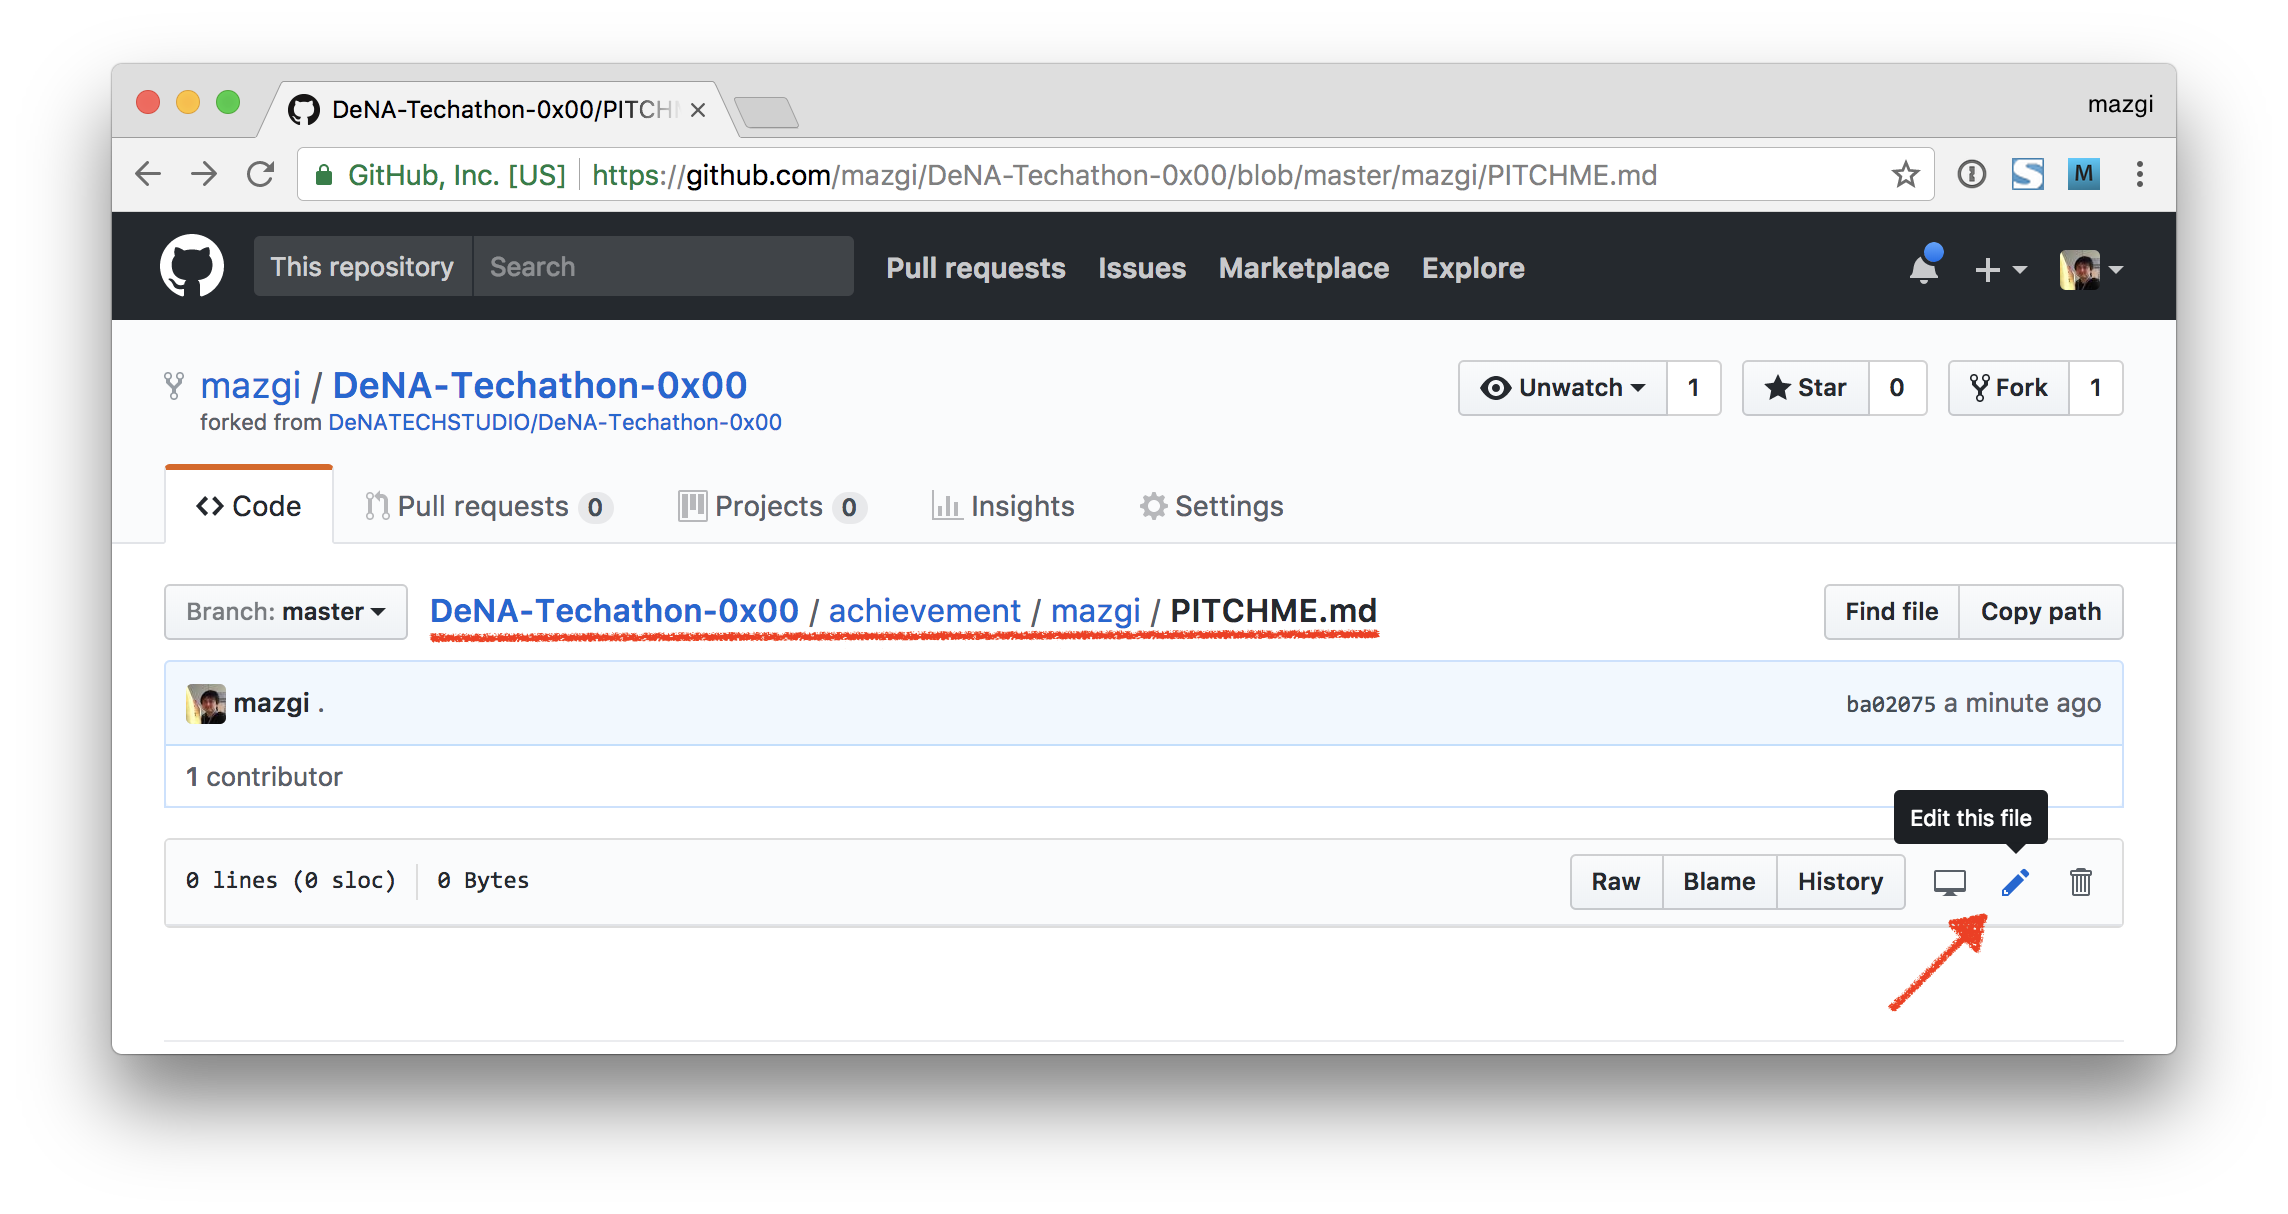 DeNA-Techathon-0x00/PITCH
mazgi
GitHub, Inc. [US] https://github.com/mazgi/DeNA-Techathon-0x00/blob/master/mazgi/PITCHME.md
M
This repository Search Pull requests Issues Marketplace Explore
mazgi / DeNA-Techathon-0x00
Unwatch 1 Star 0 Fork 1
forked from DeNATECHSTUDIO/DeNA-Techathon-0x00
Code Pull requests 0 Projects 0 Insights Settings
Branch: master DeNA-Techathon-0x00 / achievement / mazgi / PITCHME.md Find file Copy path
mazgi . ba02075 a minute ago
1 contributor
Edit this file
0 lines (0 sloc) 0 Bytes Raw Blame History